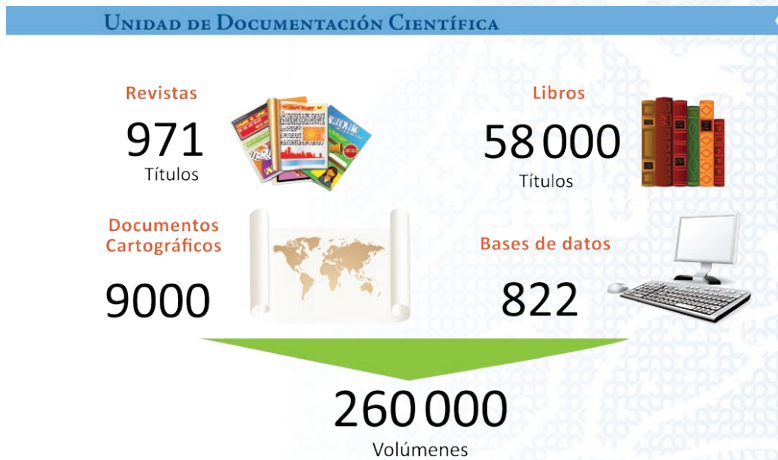 Unidad de Documentación Científica
Revistas
971
Títulos
Libros
58 000
Títulos
Documentos
Cartográficos
9000
Bases de datos
822
260 000
Volúmenes